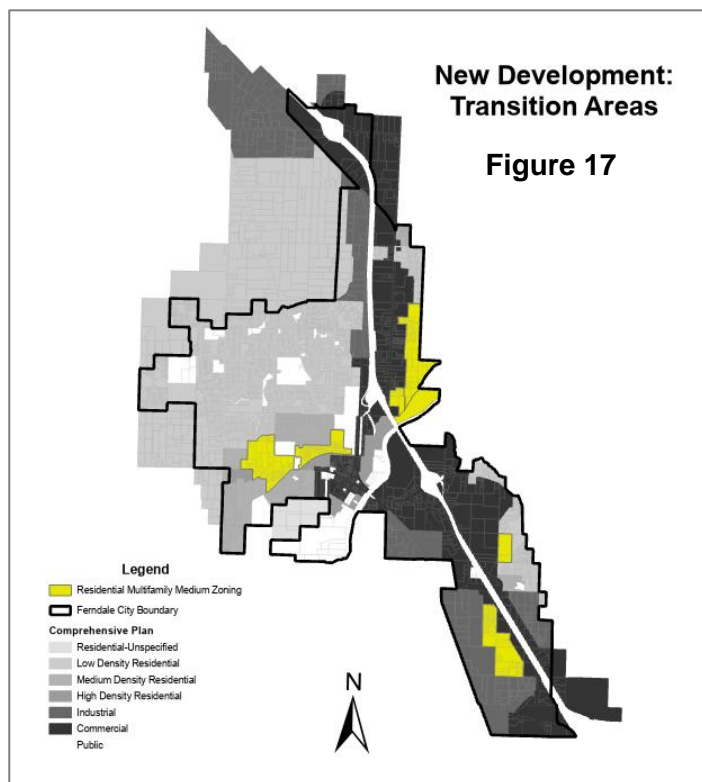 New Development:
Transition Areas
Figure 17
Legend
Residential Multifamily Medium Zoning
Ferndale City Boundary
Comprehensive Plan
Residential-Unspecified
Low Density Residential
Medium Density Residential
High Density Residential
Industrial
Commercial
Public
N